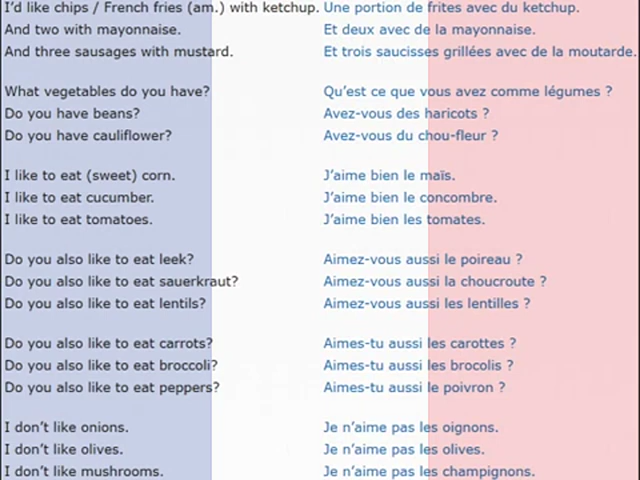 I'd like chips / French fries (am.) with ketchup. Une portion de frites avec du ketchup.
And two with mayonnaise. Et deux avec de la mayonnaise.
And three sausages with mustard. Et trois saucisses grillées avec de la moutarde.
What vegetables do you have? Qu'est ce que vous avez comme légumes ?
Do you have beans? Avez-vous des haricots ?
Do you have cauliflower? Avez-vous du chou-fleur ?
I like to eat (sweet) corn. J'aime bien le maïs.
I like to eat cucumber. J'aime bien le concombre.
I like to eat tomatoes. J'aime bien les tomates.
Do you also like to eat leek? Aimez-vous aussi le poireau ?
Do you also like to eat sauerkraut? Aimez-vous aussi la choucroute ?
Do you also like to eat lentils? Aimez-vous aussi les lentilles ?
Do you also like to eat carrots? Aimes-tu aussi les carottes ?
Do you also like to eat broccoli? Aimes-tu aussi les brocolis ?
Do you also like to eat peppers? Aimes-tu aussi le poivron ?
I don't like onions. Je n'aime pas les oignons.
I don't like olives. Je n'aime pas les olives.
I don't like mushrooms. Je n'aime pas les champignons.